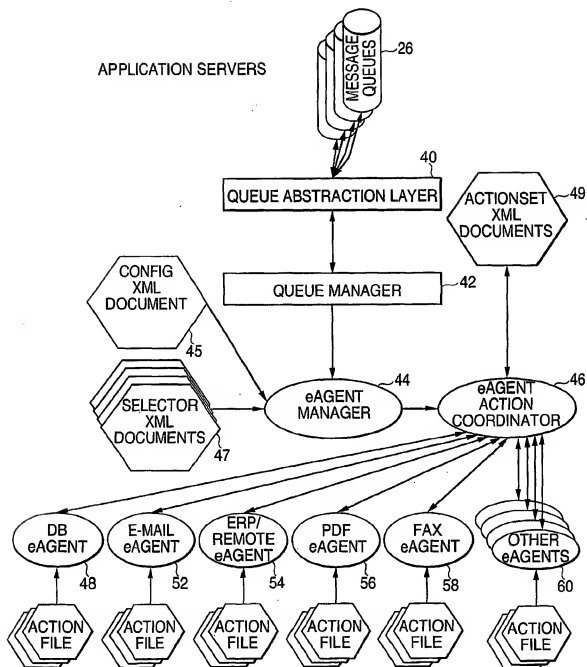 APPLICATION SERVERS
MESSAGE
QUEUES
26
40
QUEUE ABSTRACTION LAYER
ACTIONSET
XML
DOCUMENTS
49
CONFIG
XML
DOCUMENT
45
QUEUE MANAGER
42
SELECTOR
XML
DOCUMENTS
47
44
eAGENT
MANAGER
46
eAGENT
ACTION
COORDINATOR
DB
eAGENT
48
E-MAIL
eAGENT
52
ERP/
REMOTE
eAGENT
54
PDF
eAGENT
56
FAX
eAGENT
58
OTHER
eAGENTS
60
ACTION
FILE
ACTION
FILE
ACTION
FILE
ACTION
FILE
ACTION
FILE
ACTION
FILE